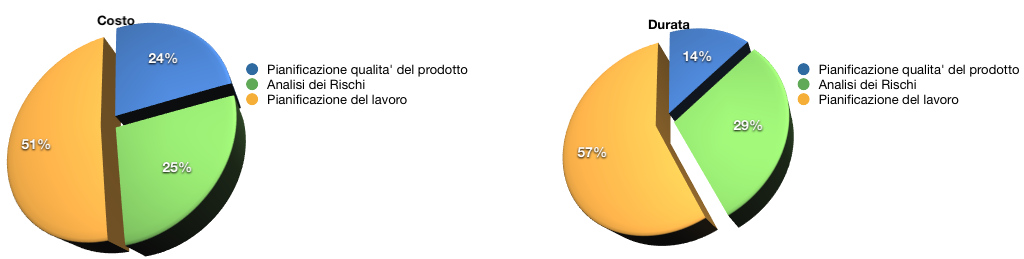 Costo
24%
51%
25%
Pianificazione qualita' del prodotto
Analisi dei Rischi
Pianificazione del lavoro
Durata
14%
29%
57%
Pianificazione qualita' del prodotto
Analisi dei Rischi
Pianificazione del lavoro